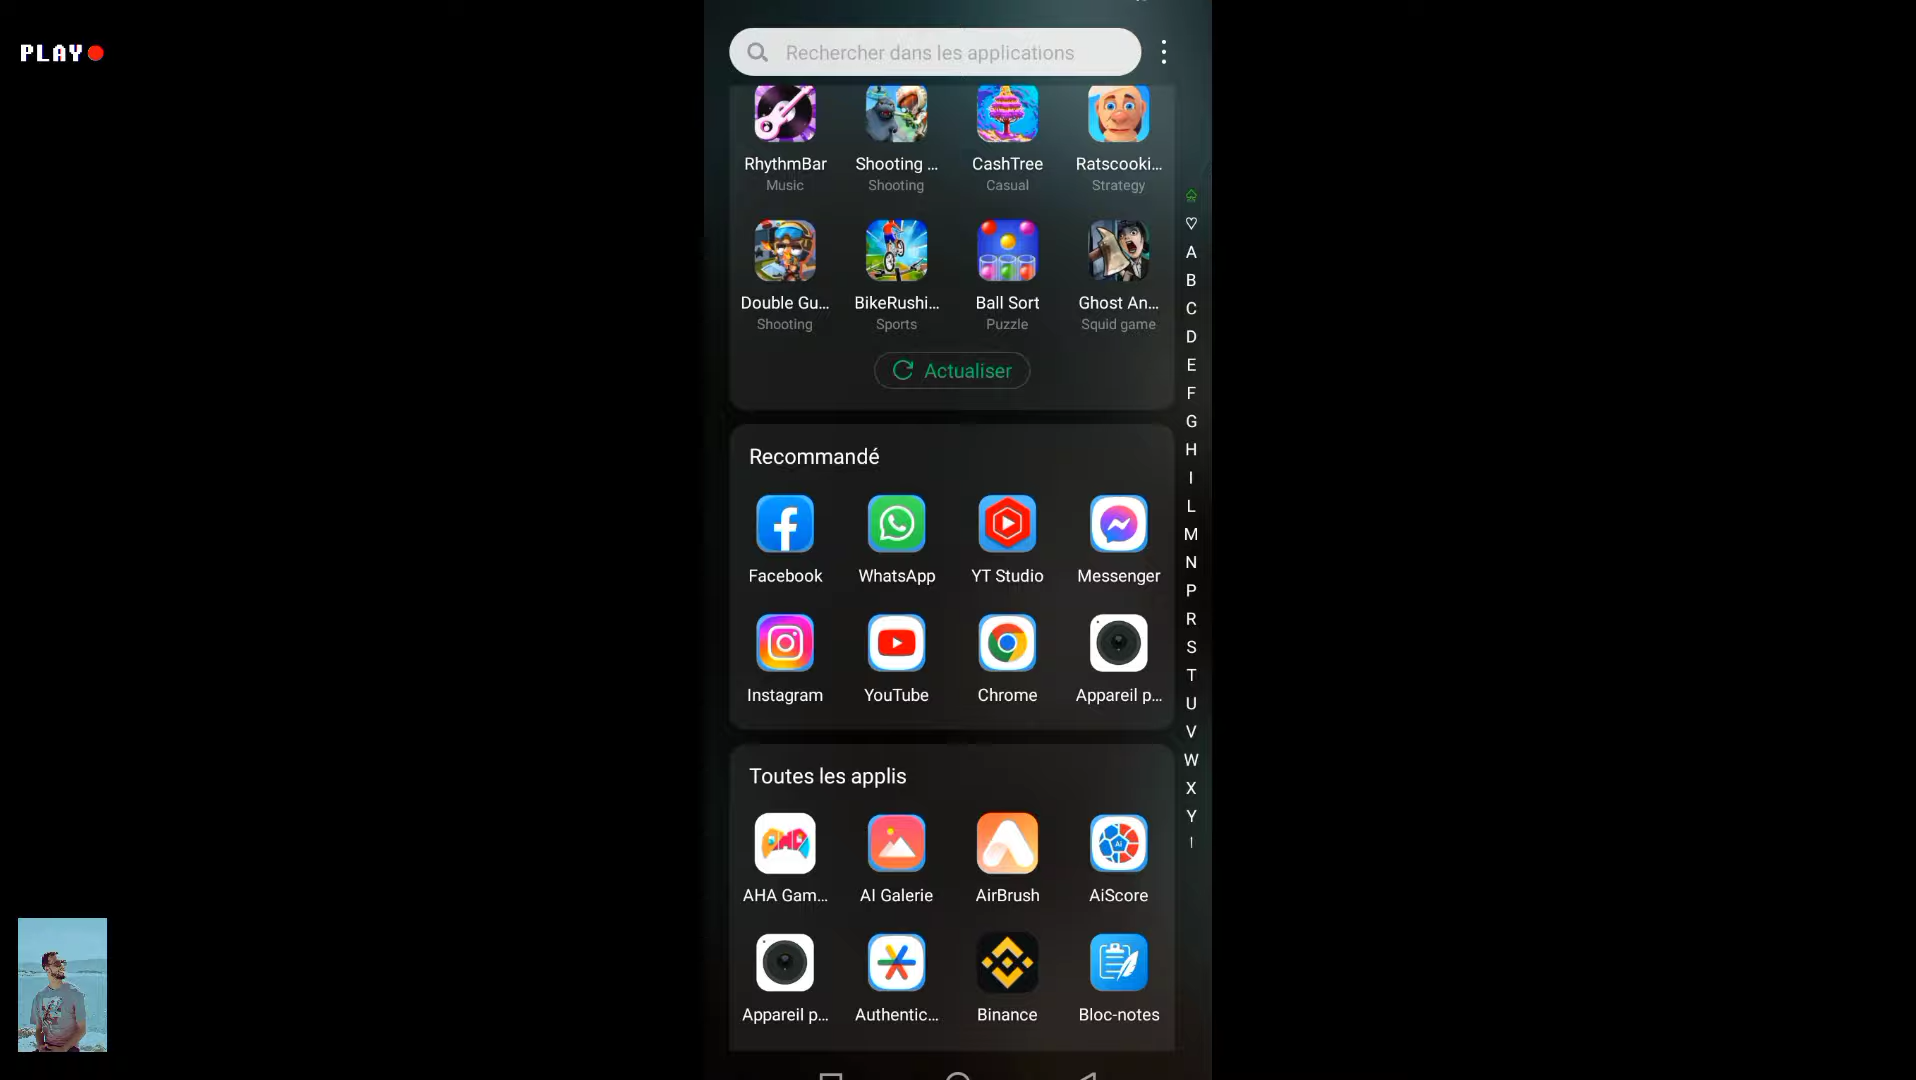 PLAY
Rechercher dans les applications
RhythmBar
Shooting ...
CashTree
Ratscooki...
Music
Shooting
Casual
Strategy
Double Gu...
BikeRushi...
Ball Sort
Ghost An...
Shooting
Sports
Puzzle
Squid game
Actualiser
Recommandé
Facebook
WhatsApp
YT Studio
Messenger
Instagram
YouTube
Chrome
Appareil p...
Toutes les applis
AHA
Ai
AHA Gam...
AI Galerie
AirBrush
AiScore
Appareil p...
Authentic...
Binance
Bloc-notes
A
B
C
D
E
F
G
H
I
L
M
N
P
R
S
T
U
V
W
X
Y